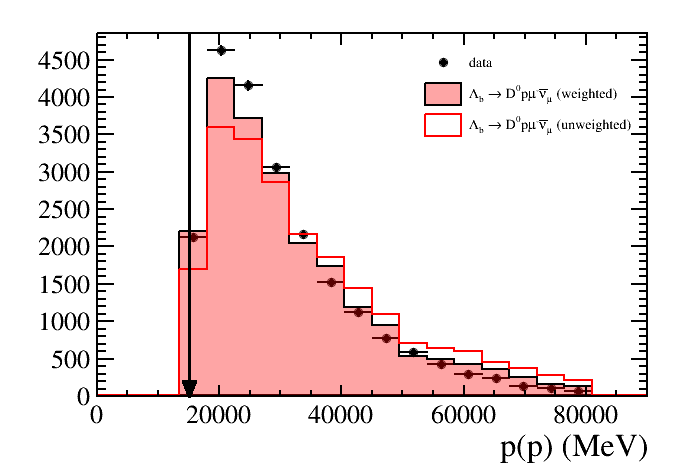 4500
4000
3500
3000
2500
2000
1500
1000
500
0
data
Λb → D⁰pμ ν̅μ (weighted)
Λb → D⁰pμ ν̅μ (unweighted)
0 20000 40000 60000 80000
p(p) (MeV)